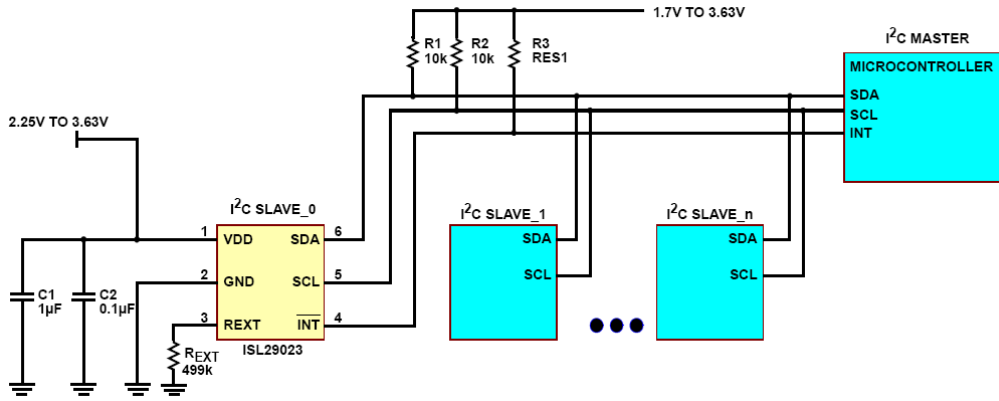 1.7V TO 3.63V
R1
10k
R2
10k
R3
RES1
I²C MASTER
MICROCONTROLLER
SDA
SCL
INT
2.25V TO 3.63V
I²C SLAVE_0
1
VDD
SDA
6
2
GND
SCL
5
3
REXT
INT
4
ISL29023
C1
1µF
C2
0.1µF
REXT
499k
I²C SLAVE_1
SDA
SCL
I²C SLAVE_n
SDA
SCL